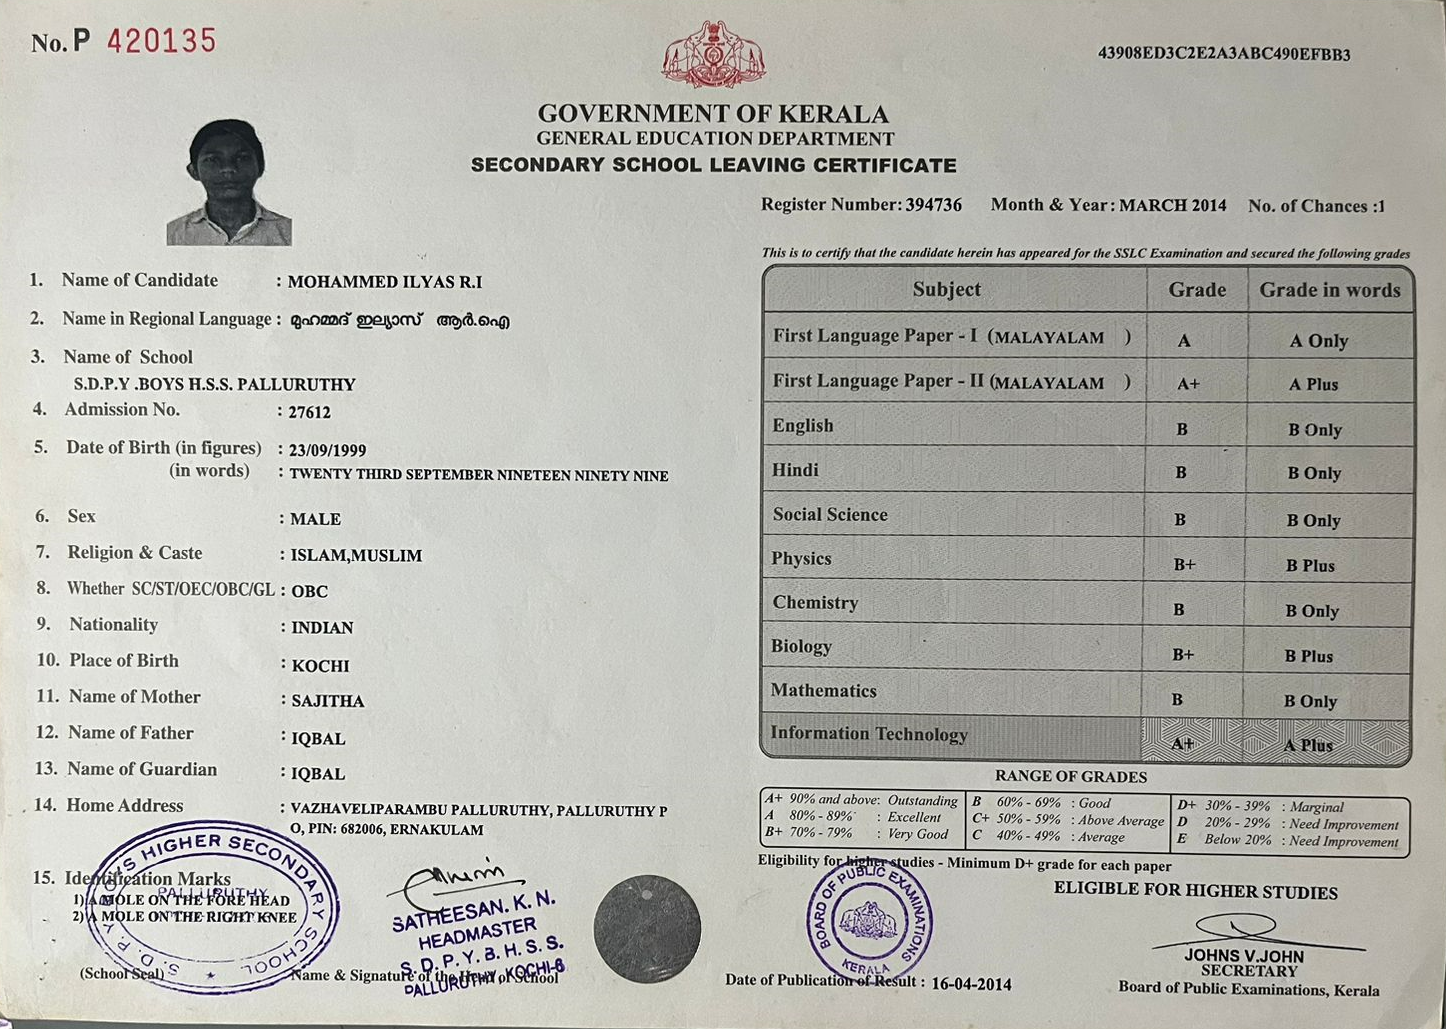 No. P 420135
43908ED3C2E2A3ABC490EFBB3
GOVERNMENT OF KERALA
GENERAL EDUCATION DEPARTMENT
SECONDARY SCHOOL LEAVING CERTIFICATE
Register Number: 394736 Month & Year: MARCH 2014 No. of Chances :1
1. Name of Candidate : MOHAMMED ILYAS R.I
2. Name in Regional Language : മുഹമ്മദ് ഇല്യാസ് ആർ.ഐ
3. Name of School
S.D.P.Y .BOYS H.S.S. PALLURUTHY
4. Admission No. : 27612
5. Date of Birth (in figures) : 23/09/1999
(in words) : TWENTY THIRD SEPTEMBER NINETEEN NINETY NINE
6. Sex : MALE
7. Religion & Caste : ISLAM,MUSLIM
8. Whether SC/ST/OEC/OBC/GL : OBC
9. Nationality : INDIAN
10. Place of Birth : KOCHI
11. Name of Mother : SAJITHA
12. Name of Father : IQBAL
13. Name of Guardian : IQBAL
14. Home Address : VAZHAVELIPARAMBU PALLURUTHY, PALLURUTHY P
O, PIN: 682006, ERNAKULAM
15. Identification Marks
1) A MOLE ON THE FORE HEAD
2) A MOLE ON THE RIGHT KNEE
S. D. P. Y. BOY'S HIGHER SECONDARY SCHOOL
PALLURUTHY
(School Seal)
SATHEESAN. K. N.
HEADMASTER
S. D. P. Y. B. H. S. S.
PALLURUTHY, KOCHI-6
Name & Signature of the Head of School
This is to certify that the candidate herein has appeared for the SSLC Examination and secured the following grades
Subject Grade Grade in words
First Language Paper - I (MALAYALAM ) A A Only
First Language Paper - II (MALAYALAM ) A+ A Plus
English B B Only
Hindi B B Only
Social Science B B Only
Physics B+ B Plus
Chemistry B B Only
Biology B+ B Plus
Mathematics B B Only
Information Technology A+ A Plus
RANGE OF GRADES
A+ 90% and above: Outstanding B 60% - 69% : Good D+ 30% - 39% : Marginal
A 80% - 89% : Excellent C+ 50% - 59% : Above Average D 20% - 29% : Need Improvement
B+ 70% - 79% : Very Good C 40% - 49% : Average E Below 20% : Need Improvement
Eligibility for higher studies - Minimum D+ grade for each paper
ELIGIBLE FOR HIGHER STUDIES
BOARD OF PUBLIC EXAMINATIONS
KERALA
JOHNS V.JOHN
SECRETARY
Board of Public Examinations, Kerala
Date of Publication of Result : 16-04-2014